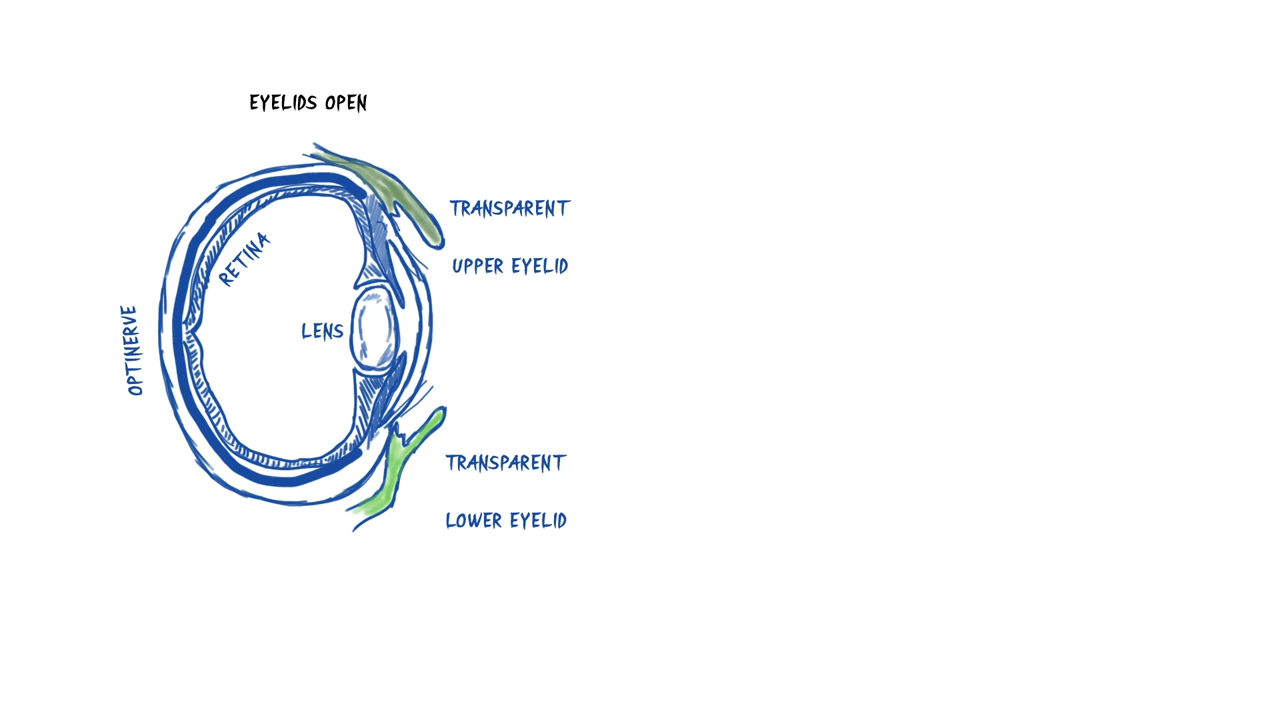 EYELIDS OPEN
TRANSPARENT
UPPER EYELID
RETINA
LENS
OPTINERVE
TRANSPARENT
LOWER EYELID